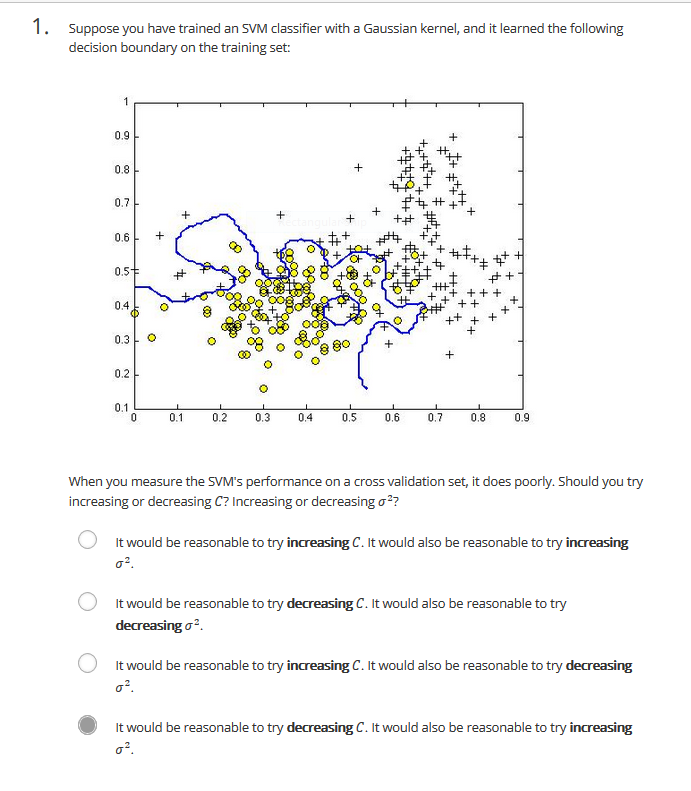 1. Suppose you have trained an SVM classifier with a Gaussian kernel, and it learned the following
decision boundary on the training set:
1
0.9
0.8
0.7
0.6
0.5
0.4
0.3
0.2
0.1
0 0.1 0.2 0.3 0.4 0.5 0.6 0.7 0.8 0.9
When you measure the SVM's performance on a cross validation set, it does poorly. Should you try
increasing or decreasing C? Increasing or decreasing σ²?
It would be reasonable to try increasing C. It would also be reasonable to try increasing
σ².
It would be reasonable to try decreasing C. It would also be reasonable to try
decreasing σ².
It would be reasonable to try increasing C. It would also be reasonable to try decreasing
σ².
It would be reasonable to try decreasing C. It would also be reasonable to try increasing
σ².